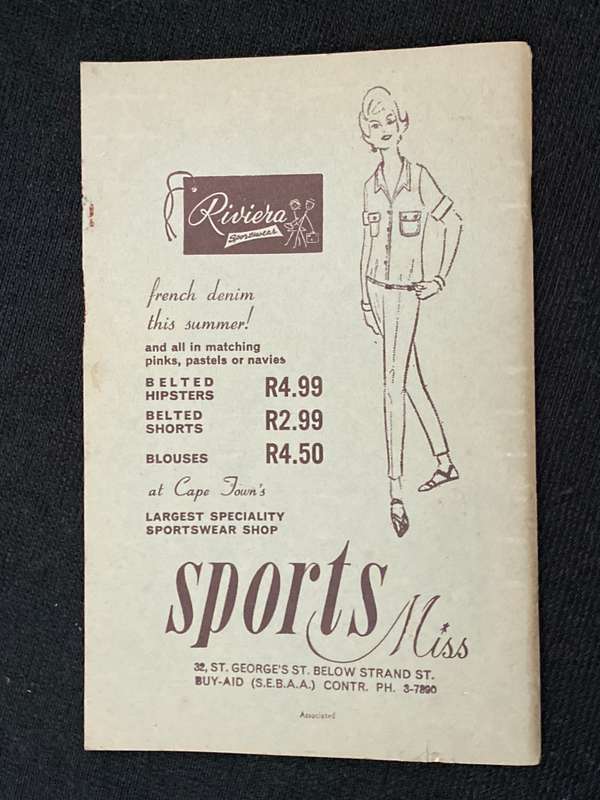 Riviera
Sportswear
french denim
this summer!
and all in matching
pinks, pastels or navies
BELTED
HIPSTERS R4.99
BELTED
SHORTS R2.99
BLOUSES R4.50
at Cape Town's
LARGEST SPECIALITY
SPORTSWEAR SHOP
sports
Miss
32, ST. GEORGE'S ST. BELOW STRAND ST.
BUY-AID (S.E.B.A.A.) CONTR. PH. 3-7890
Associated